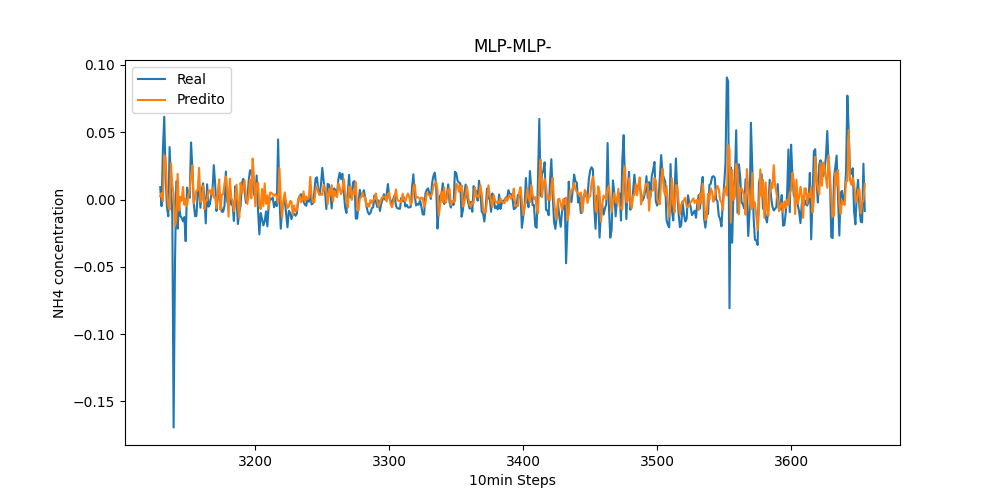 MLP-MLP-
Real
Predito
0.10
0.05
0.00
−0.05
−0.10
−0.15
NH4 concentration
3200 3300 3400 3500 3600
10min Steps